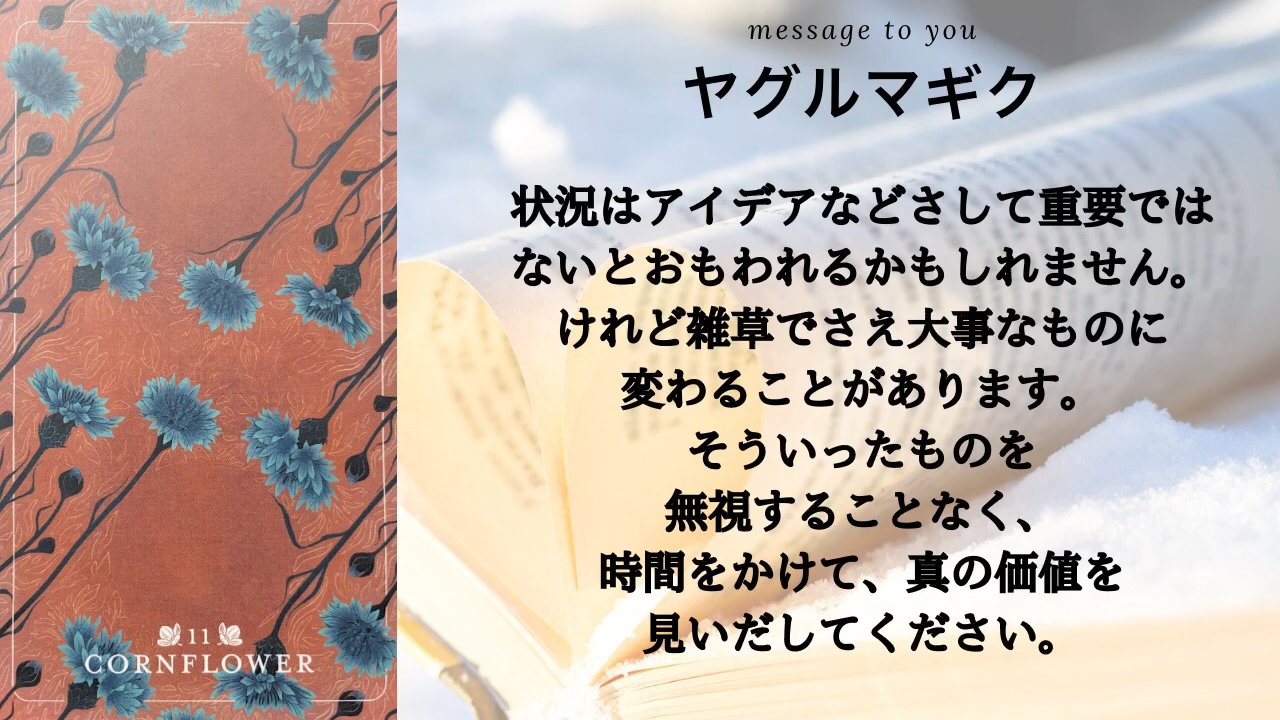 message to you
ヤグルマギク
状況はアイデアなどさして重要では
ないとおもわれるかもしれません。
けれど雑草でさえ大事なものに
変わることがあります。
そういったものを
無視することなく、
時間をかけて、真の価値を
見いだしてください。
11
CORNFLOWER